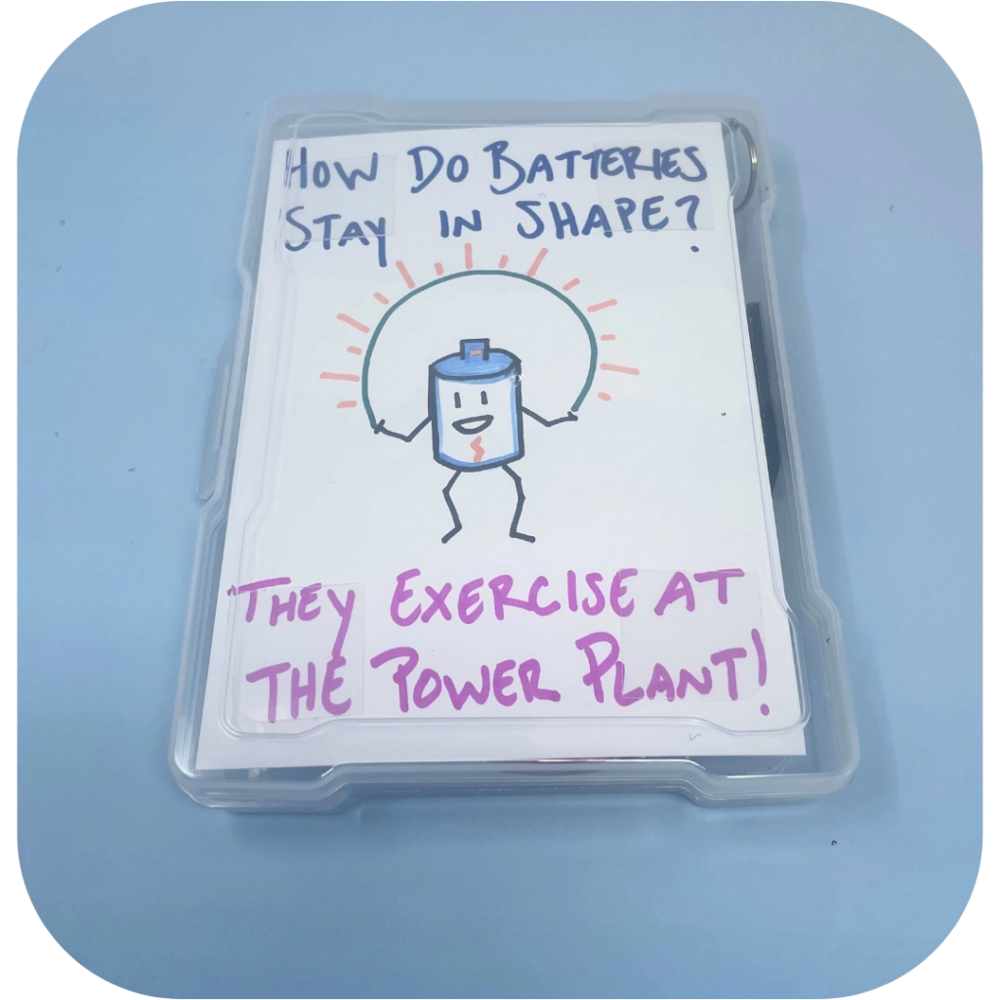 HOW DO BATTERIES
STAY IN SHAPE?
THEY EXERCISE AT
THE POWER PLANT!